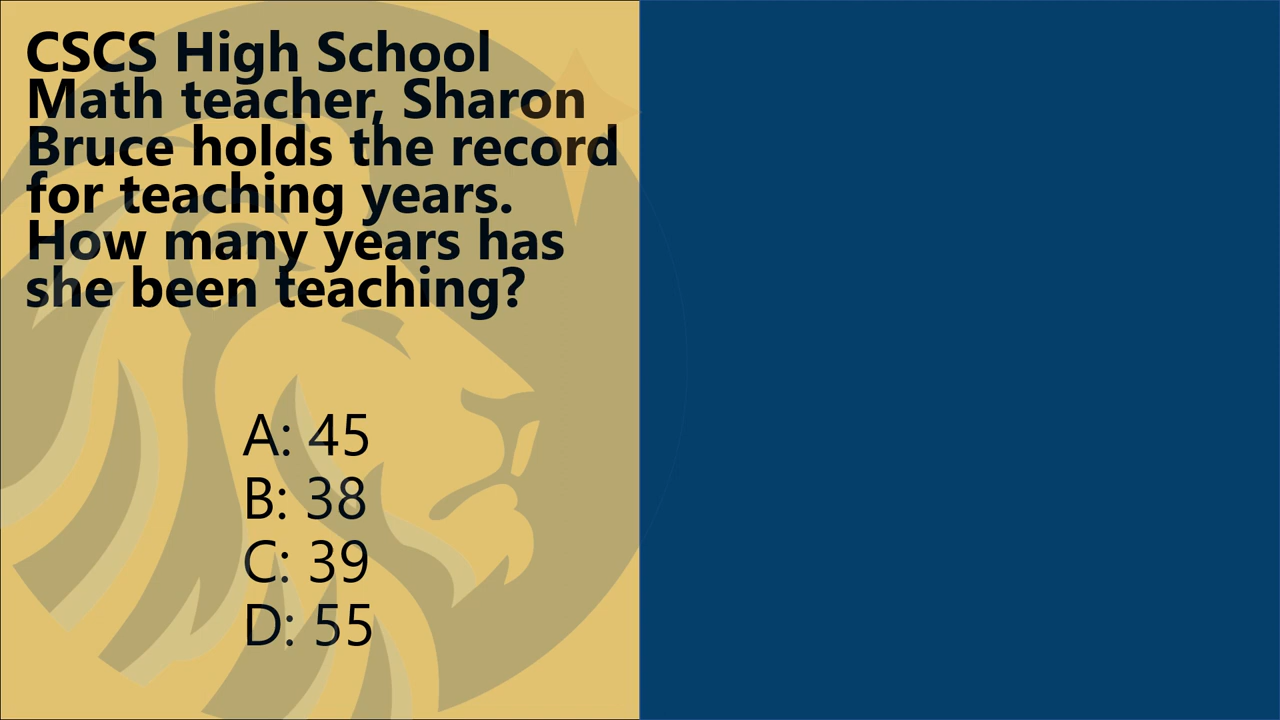 CSCS High School
Math teacher, Sharon
Bruce holds the record
for teaching years.
How many years has
she been teaching?
A: 45
B: 38
C: 39
D: 55